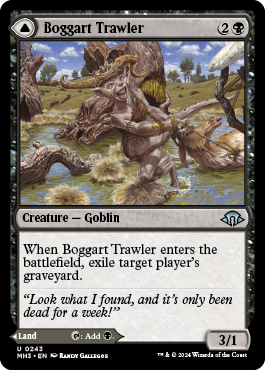 Boggart Trawler 2
Creature — Goblin
When Boggart Trawler enters the
battlefield, exile target player's
graveyard.
“Look what I found, and it's only been
dead for a week!”
Land : Add .
3/1
U 0243
MH3 • EN Randy Gallegos
™ & © 2024 Wizards of the Coast